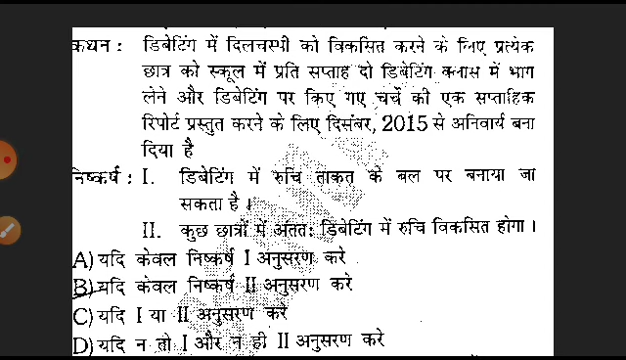 कथन : डिबेटिंग में दिलचस्पी को विकसित करने के लिए प्रत्येक
छात्र को स्कूल में प्रति सप्ताह दो डिबेटिंग क्लास में भाग
लेने और डिबेटिंग पर किए गए चर्चे की एक सप्ताहिक
रिपोर्ट प्रस्तुत करने के लिए दिसंबर, 2015 से अनिवार्य बना
दिया है
निष्कर्ष : I. डिबेटिंग में रुचि ताकत के बल पर बनाया जा
सकता है।
II. कुछ छात्रों में अंततः डिबेटिंग में रुचि विकसित होगा।
A) यदि केवल निष्कर्ष I अनुसरण करे .
B) यदि केवल निष्कर्ष II अनुसरण करे
C) यदि I या II अनुसरण करे
D) यदि न तो I और न ही II अनुसरण करे